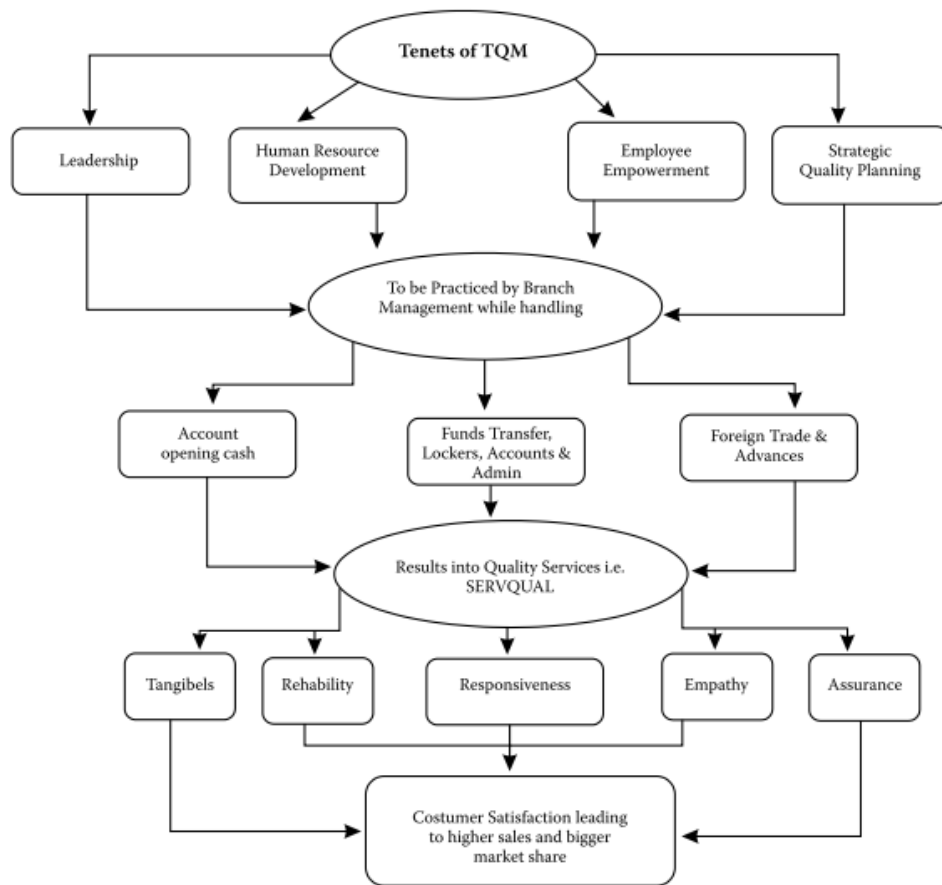 Tenets of TQM
Leadership
Human Resource
Development
Employee
Empowerment
Strategic
Quality Planning
To be Practiced by Branch
Management while handling
Account
opening cash
Funds Transfer,
Lockers, Accounts &
Admin
Foreign Trade &
Advances
Results into Quality Services i.e.
SERVQUAL
Tangibels
Rehability
Responsiveness
Empathy
Assurance
Costumer Satisfaction leading
to higher sales and bigger
market share